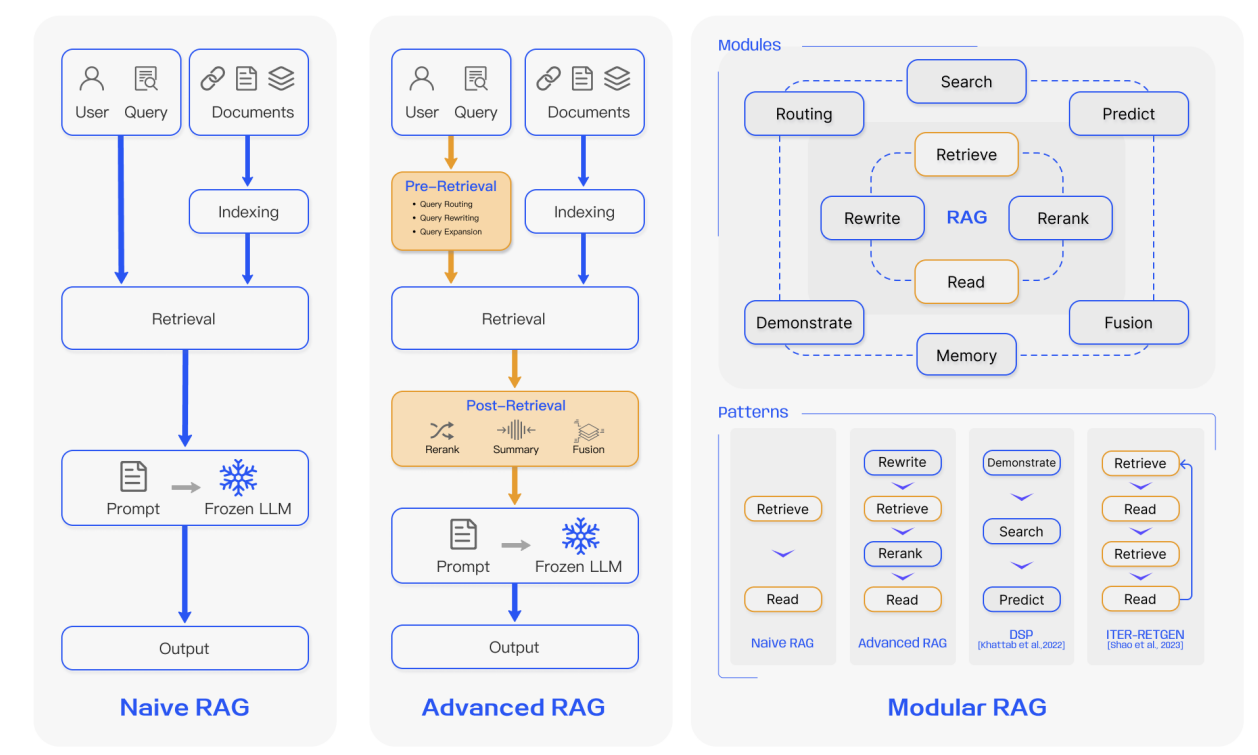 User Query
Documents
Indexing
Retrieval
Prompt
Frozen LLM
Output
Naive RAG
User Query
Documents
Pre-Retrieval
• Query Routing
• Query Rewriting
• Query Expansion
Indexing
Retrieval
Post-Retrieval
Rerank
Summary
Fusion
Prompt
Frozen LLM
Output
Advanced RAG
Modules
Search
Routing
Predict
Retrieve
Rewrite
RAG
Rerank
Read
Demonstrate
Fusion
Memory
Patterns
Retrieve
Read
Naive RAG
Rewrite
Retrieve
Rerank
Read
Advanced RAG
Demonstrate
Search
Predict
DSP
[Khattab et al.,2022]
Retrieve
Read
Retrieve
Read
ITER-RETGEN
[Shao et al., 2023]
Modular RAG